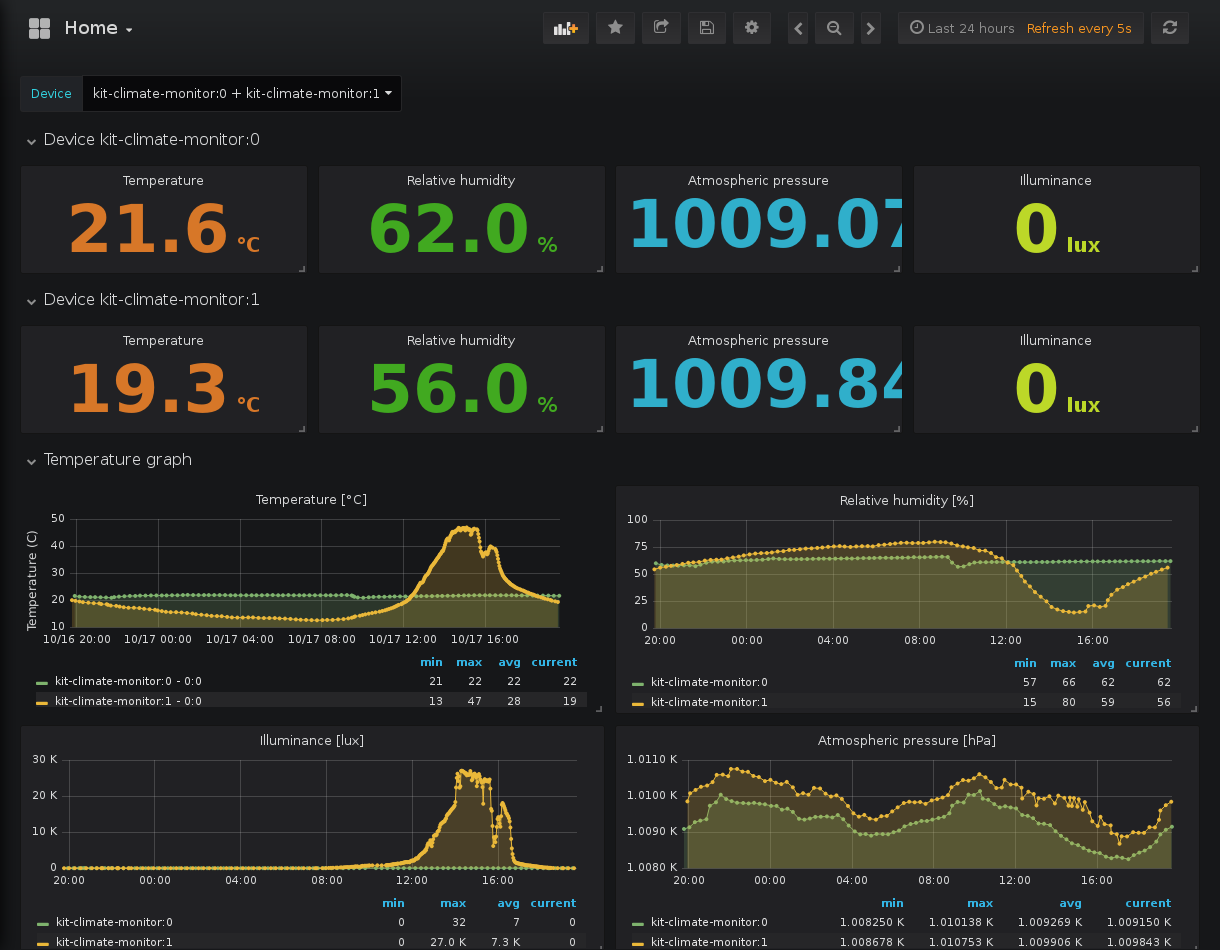 Home
Last 24 hours Refresh every 5s
Device kit-climate-monitor:0 + kit-climate-monitor:1
Device kit-climate-monitor:0
Temperature Relative humidity Atmospheric pressure Illuminance
21.6 °C 62.0 % 1009.07 0 lux
Device kit-climate-monitor:1
Temperature Relative humidity Atmospheric pressure Illuminance
19.3 °C 56.0 % 1009.84 0 lux
Temperature graph
Temperature [°C]
Temperature (C)
50
40
30
20
10
10/16 20:00 10/17 00:00 10/17 04:00 10/17 08:00 10/17 12:00 10/17 16:00
min max avg current
kit-climate-monitor:0 - 0:0 21 22 22 22
kit-climate-monitor:1 - 0:0 13 47 28 19
Relative humidity [%]
100
75
50
25
0
20:00 00:00 04:00 08:00 12:00 16:00
min max avg current
kit-climate-monitor:0 57 66 62 62
kit-climate-monitor:1 15 80 59 56
Illuminance [lux]
30 K
20 K
10 K
0
20:00 00:00 04:00 08:00 12:00 16:00
min max avg current
kit-climate-monitor:0 0 32 7 0
kit-climate-monitor:1 0 27.0 K 7.3 K 0
Atmospheric pressure [hPa]
1.0110 K
1.0100 K
1.0090 K
1.0080 K
20:00 00:00 04:00 08:00 12:00 16:00
min max avg current
kit-climate-monitor:0 1.008250 K 1.010138 K 1.009269 K 1.009150 K
kit-climate-monitor:1 1.008678 K 1.010753 K 1.009906 K 1.009843 K